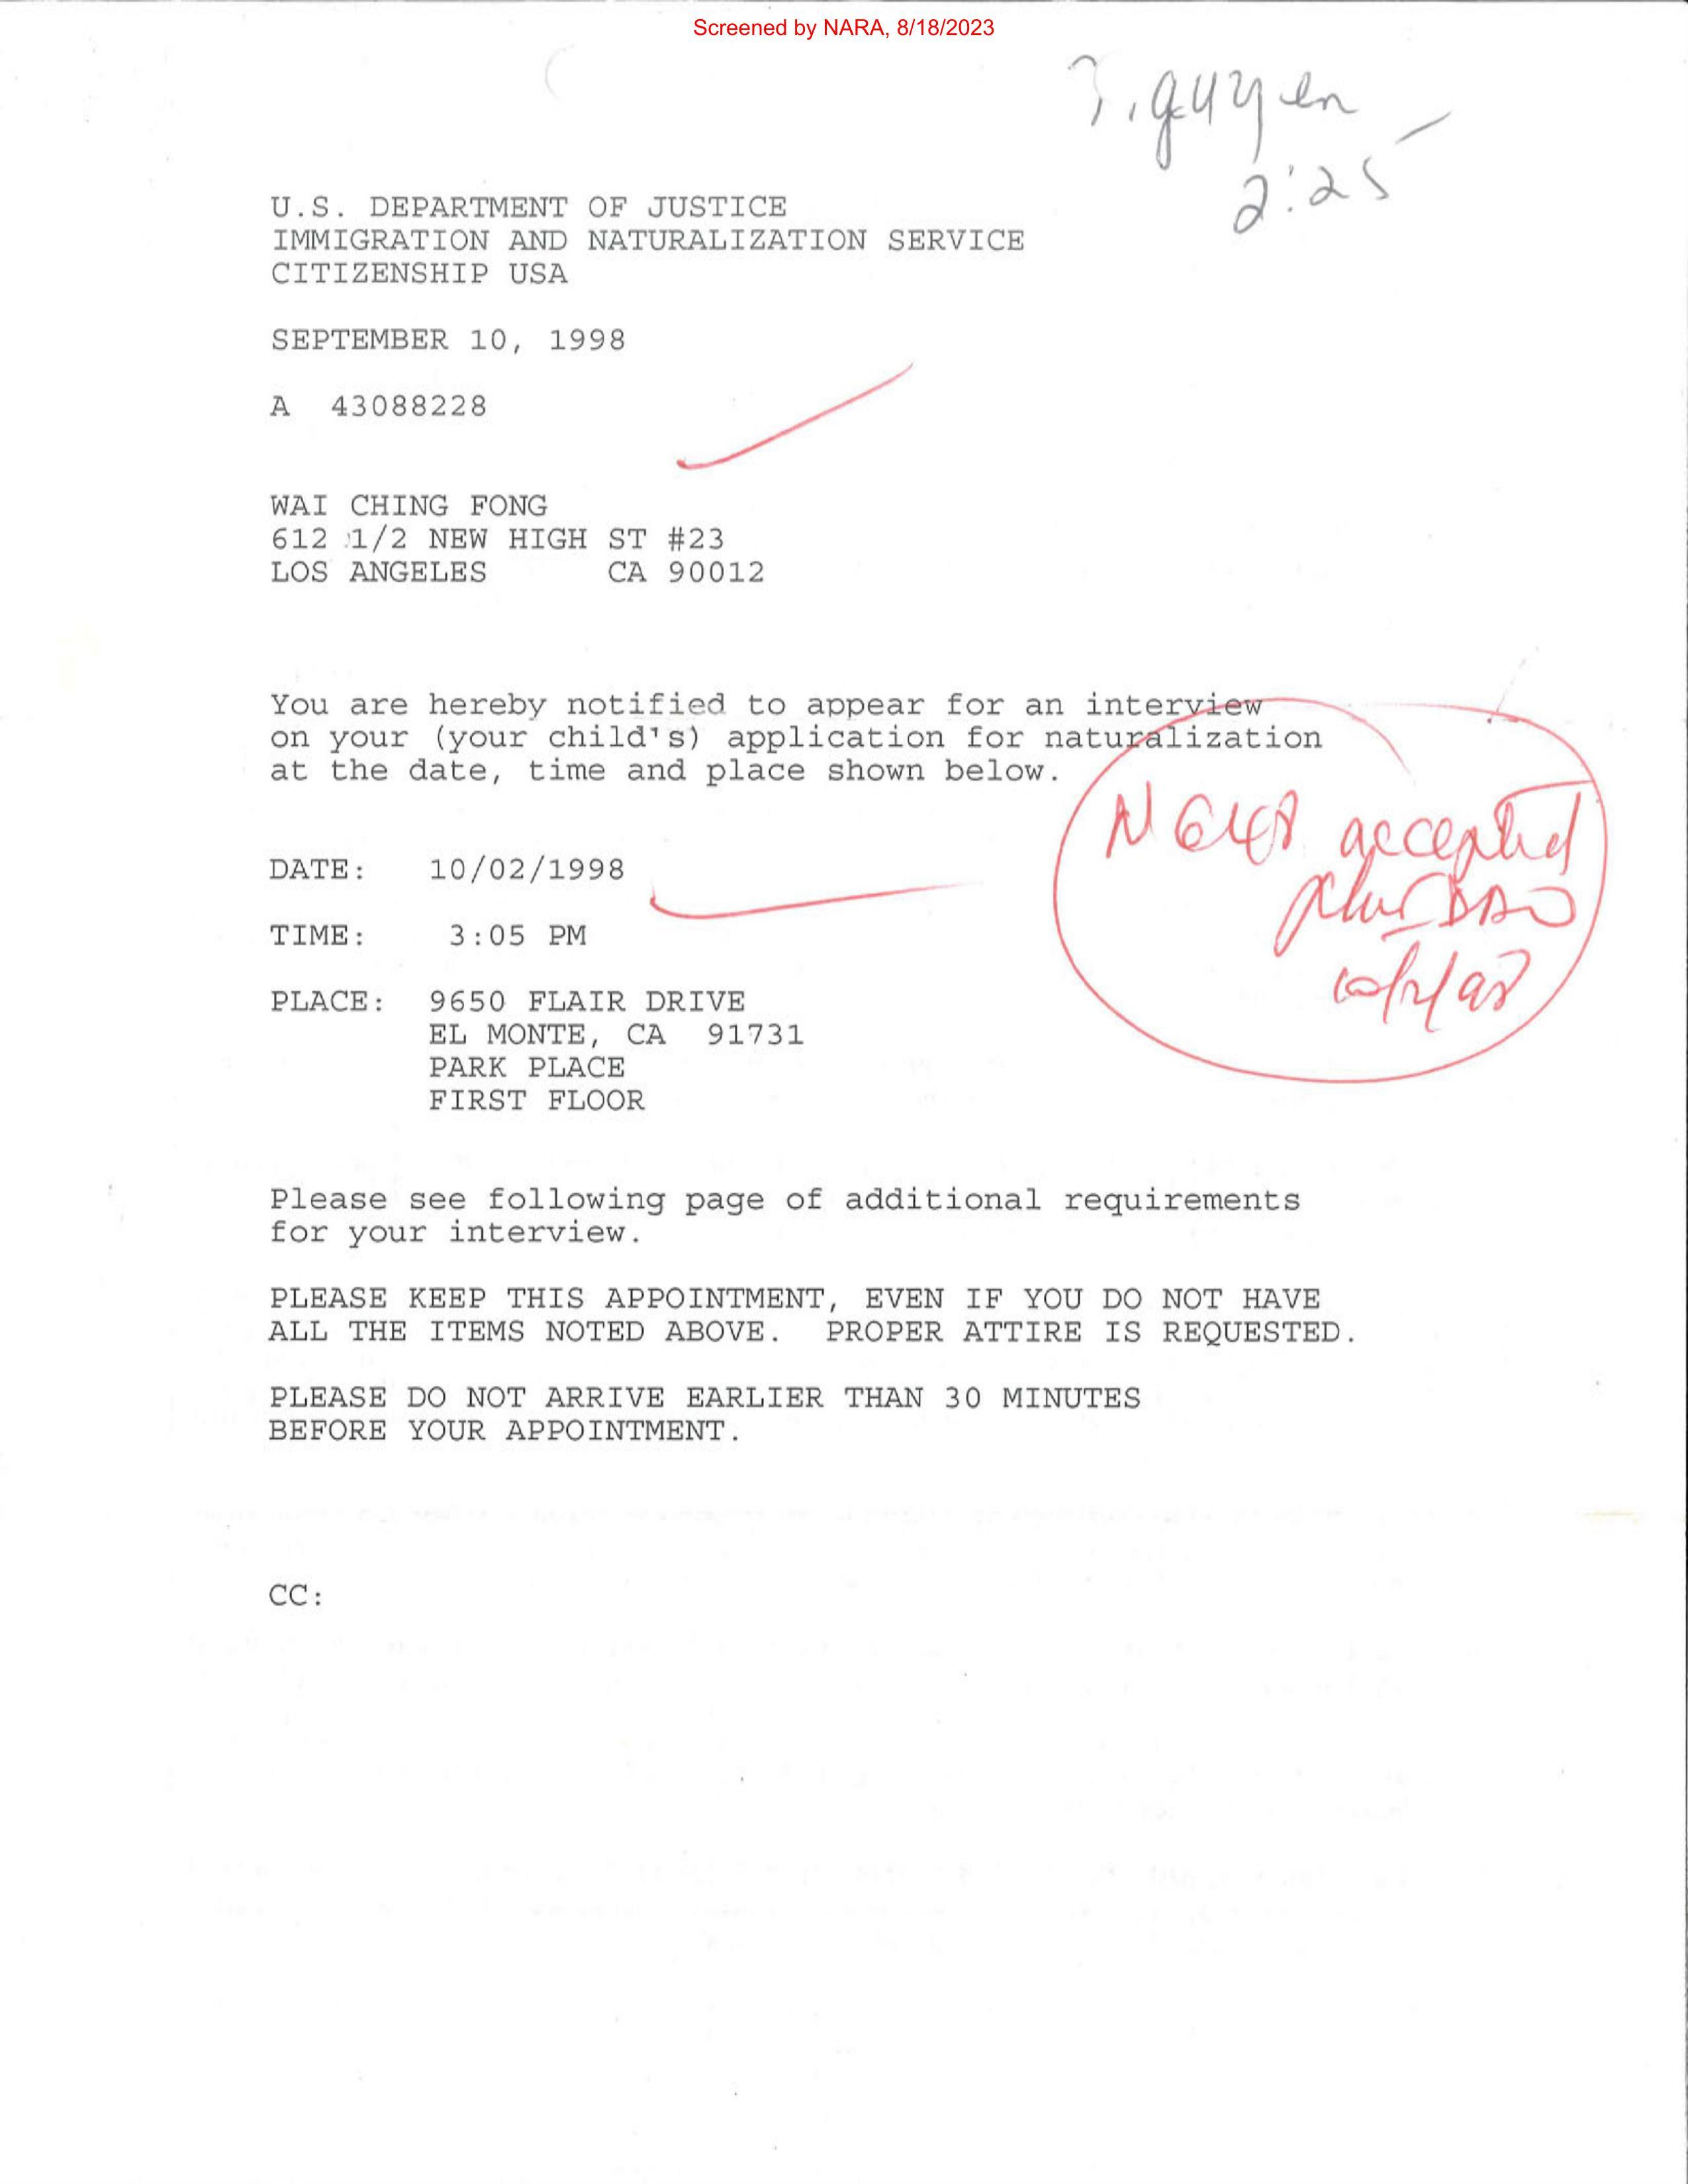 Screened by NARA, 8/18/2023
2:25
U.S. DEPARTMENT OF JUSTICE
IMMIGRATION AND NATURALIZATION SERVICE
CITIZENSHIP USA
SEPTEMBER 10, 1998
A 43088228
WAI CHING FONG
612 1/2 NEW HIGH ST #23
LOS ANGELES CA 90012
You are hereby notified to appear for an interview
on your (your child's) application for naturalization
at the date, time and place shown below.
N648 accepted
DATE: 10/02/1998
TIME: 3:05 PM
PLACE: 9650 FLAIR DRIVE
EL MONTE, CA 91731
PARK PLACE
FIRST FLOOR
Please see following page of additional requirements
for your interview.
PLEASE KEEP THIS APPOINTMENT, EVEN IF YOU DO NOT HAVE
ALL THE ITEMS NOTED ABOVE. PROPER ATTIRE IS REQUESTED.
PLEASE DO NOT ARRIVE EARLIER THAN 30 MINUTES
BEFORE YOUR APPOINTMENT.
CC: